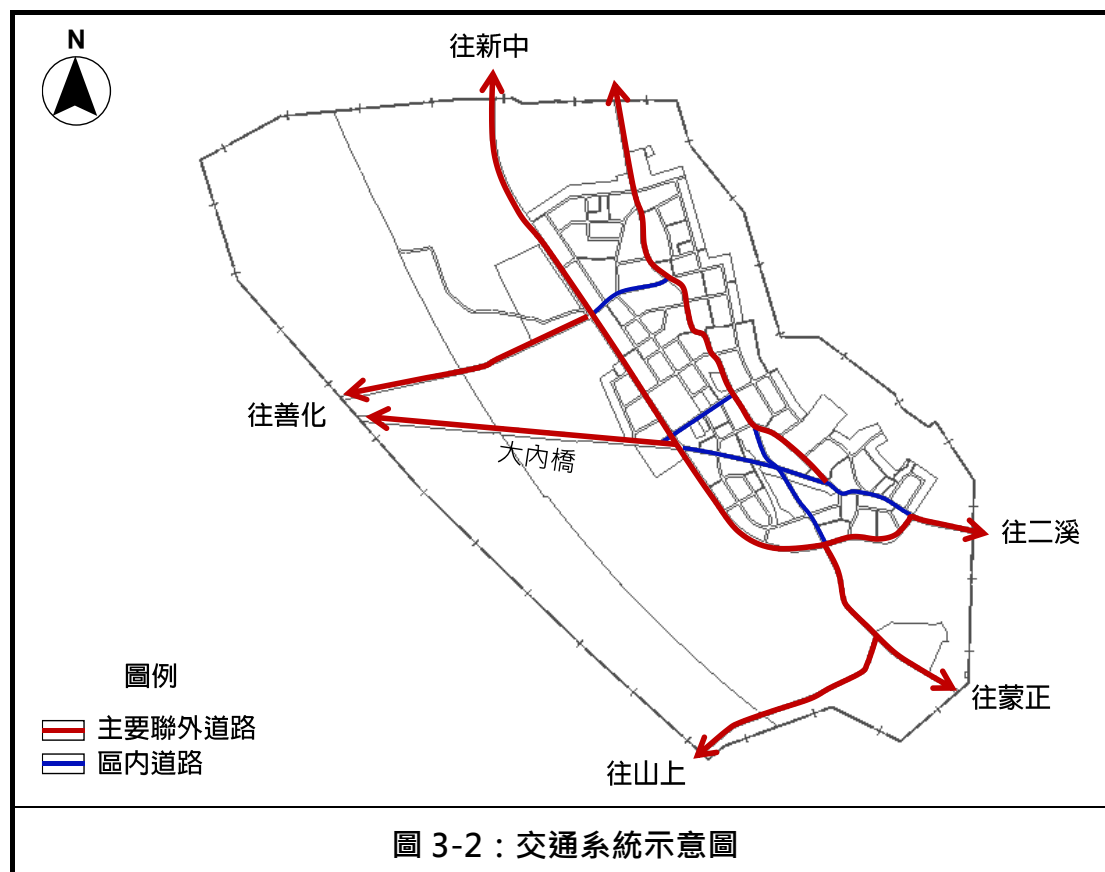 N
往新中
往善化
大內橋
往二溪
往蒙正
往山上
圖例
主要聯外道路
區內道路
圖 3-2：交通系統示意圖